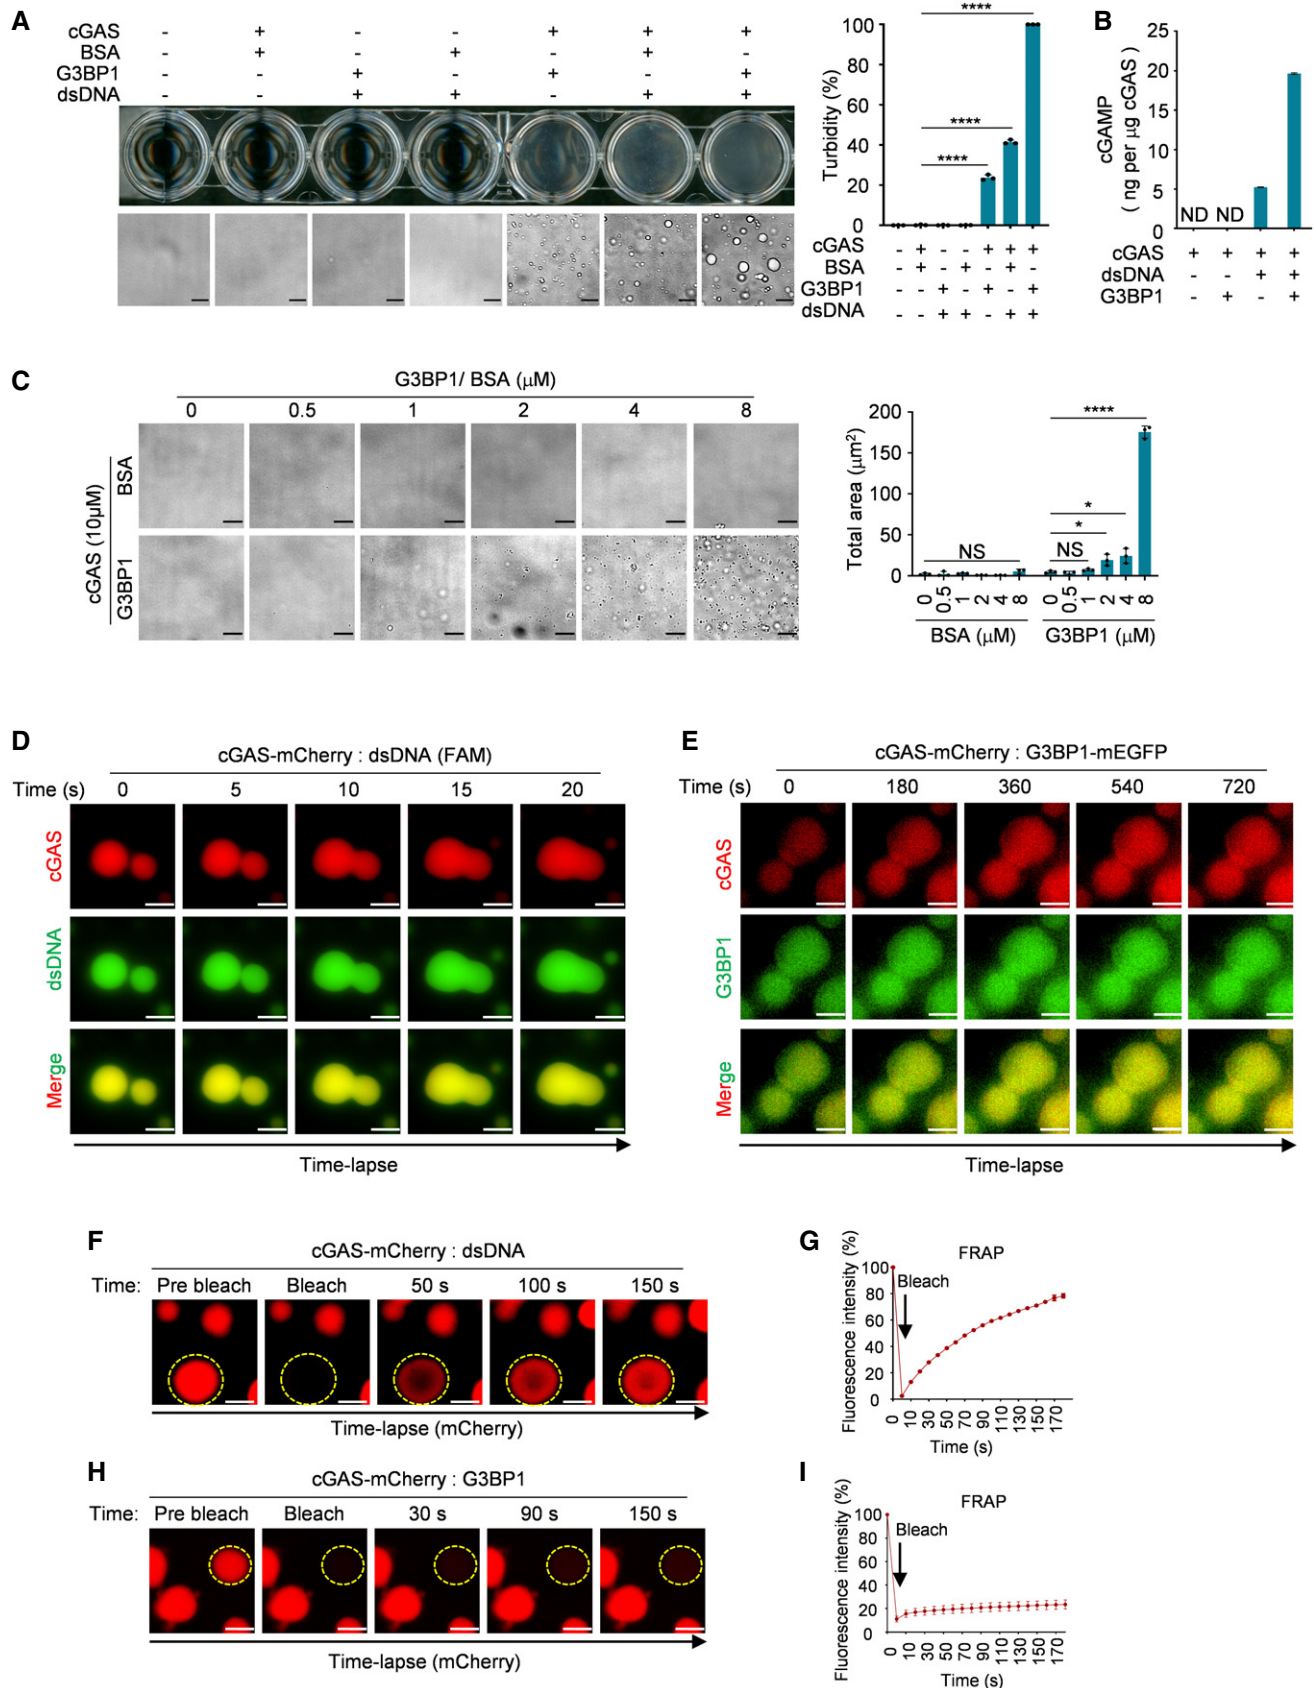 A
cGAS - + - - + + +
BSA - + - + - + -
G3BP1 - - + - + - +
dsDNA - - + + - + +
Turbidity (%)
100
80
60
40
20
0
****
****
****
cGAS - + - - + + +
BSA - + - + - + -
G3BP1 - - + - + - +
dsDNA - - + + - + +
B
cGAMP
( ng per μg cGAS )
25
20
15
10
5
0
ND ND
cGAS + + + +
dsDNA - - + +
G3BP1 - + - +
C
G3BP1/ BSA (μM)
0 0.5 1 2 4 8
cGAS (10μM)
BSA
G3BP1
Total area (μm²)
200
150
100
50
0
****
*
*
NS
NS
0 0.5 1 2 4 8 0 0.5 1 2 4 8
BSA (μM) G3BP1 (μM)
D
cGAS-mCherry : dsDNA (FAM)
Time (s) 0 5 10 15 20
cGAS
dsDNA
Merge
Time-lapse
E
cGAS-mCherry : G3BP1-mEGFP
Time (s) 0 180 360 540 720
cGAS
G3BP1
Merge
Time-lapse
F
cGAS-mCherry : dsDNA
Time: Pre bleach Bleach 50 s 100 s 150 s
Time-lapse (mCherry)
G
FRAP
Fluorescence intensity (%)
100
80
60
40
20
0
Bleach
0 10 30 50 70 90 110 130 150 170
Time (s)
H
cGAS-mCherry : G3BP1
Time: Pre bleach Bleach 30 s 90 s 150 s
Time-lapse (mCherry)
I
FRAP
Fluorescence intensity (%)
100
80
60
40
20
0
Bleach
0 10 30 50 70 90 110 130 150 170
Time (s)